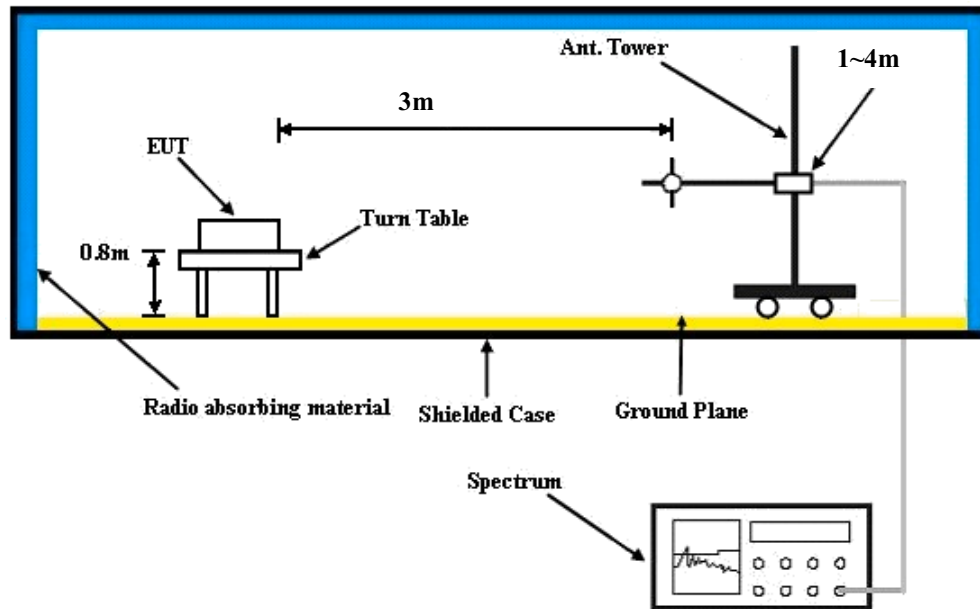 Ant. Tower
1~4m
3m
EUT
Turn Table
0.8m
Radio absorbing material
Shielded Case
Ground Plane
Spectrum